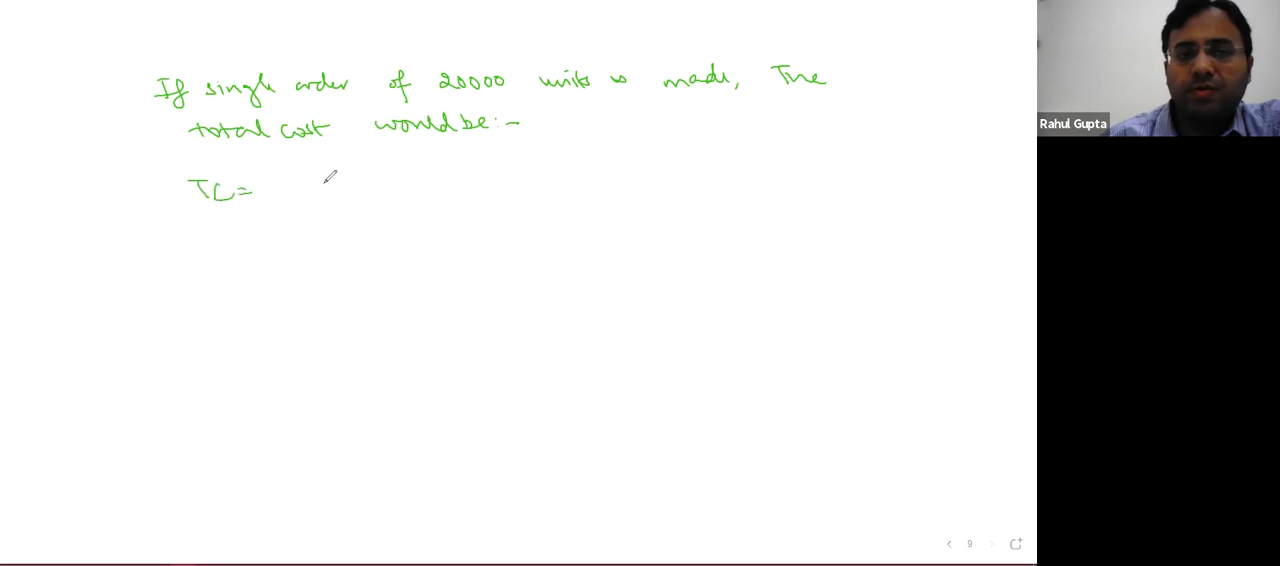 If single order of 20000 units is made, The
total cost would be:-
TC=
Rahul Gupta
9